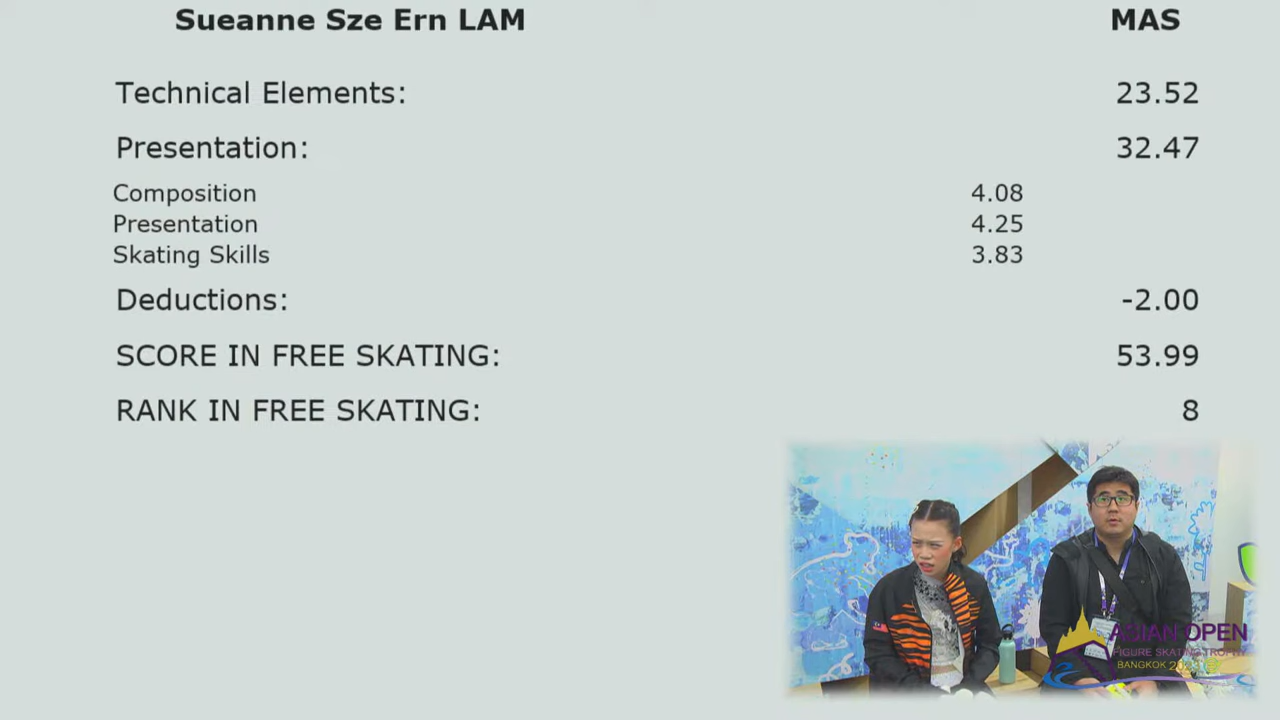 Sueanne Sze Ern LAM MAS
Technical Elements: 23.52
Presentation: 32.47
Composition 4.08
Presentation 4.25
Skating Skills 3.83
Deductions: -2.00
SCORE IN FREE SKATING: 53.99
RANK IN FREE SKATING: 8
ASIAN OPEN
FIGURE SKATING TROPHY
BANGKOK